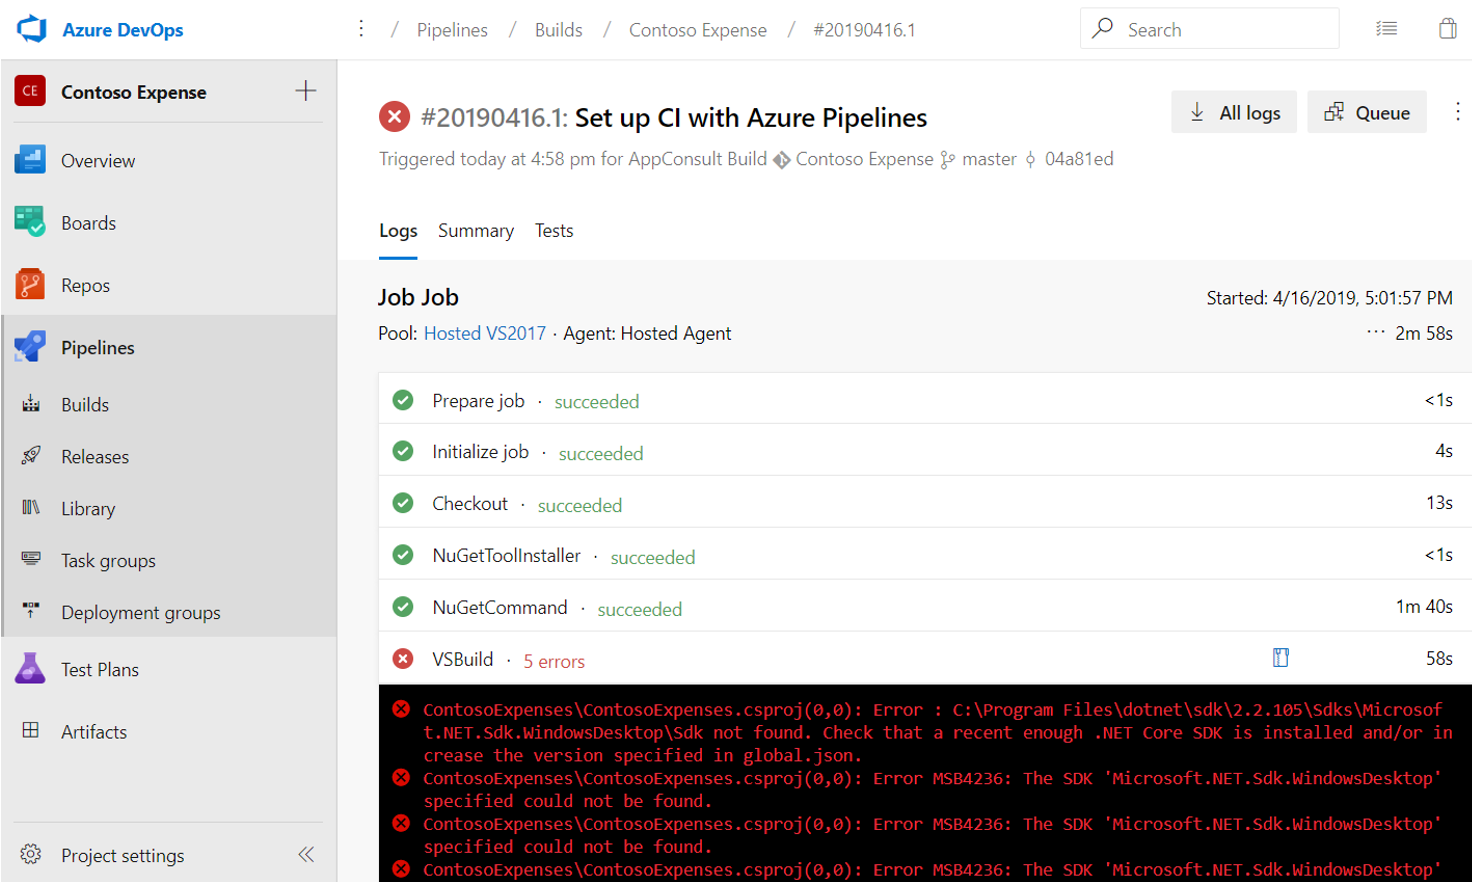 Azure DevOps
/ Pipelines / Builds / Contoso Expense / #20190416.1
Search
CE Contoso Expense
Overview
Boards
Repos
Pipelines
Builds
Releases
Library
Task groups
Deployment groups
Test Plans
Artifacts
Project settings
#20190416.1: Set up CI with Azure Pipelines
All logs
Queue
Triggered today at 4:58 pm for AppConsult Build Contoso Expense master 04a81ed
Logs Summary Tests
Job Job
Started: 4/16/2019, 5:01:57 PM
Pool: Hosted VS2017 · Agent: Hosted Agent
··· 2m 58s
Prepare job · succeeded <1s
Initialize job · succeeded 4s
Checkout · succeeded 13s
NuGetToolInstaller · succeeded <1s
NuGetCommand · succeeded 1m 40s
VSBuild · 5 errors 58s
ContosoExpenses\ContosoExpenses.csproj(0,0): Error : C:\Program Files\dotnet\sdk\2.2.105\Sdks\Microsof
t.NET.Sdk.WindowsDesktop\Sdk not found. Check that a recent enough .NET Core SDK is installed and/or in
crease the version specified in global.json.
ContosoExpenses\ContosoExpenses.csproj(0,0): Error MSB4236: The SDK 'Microsoft.NET.Sdk.WindowsDesktop'
specified could not be found.
ContosoExpenses\ContosoExpenses.csproj(0,0): Error MSB4236: The SDK 'Microsoft.NET.Sdk.WindowsDesktop'
specified could not be found.
ContosoExpenses\ContosoExpenses.csproj(0,0): Error MSB4236: The SDK 'Microsoft.NET.Sdk.WindowsDesktop'